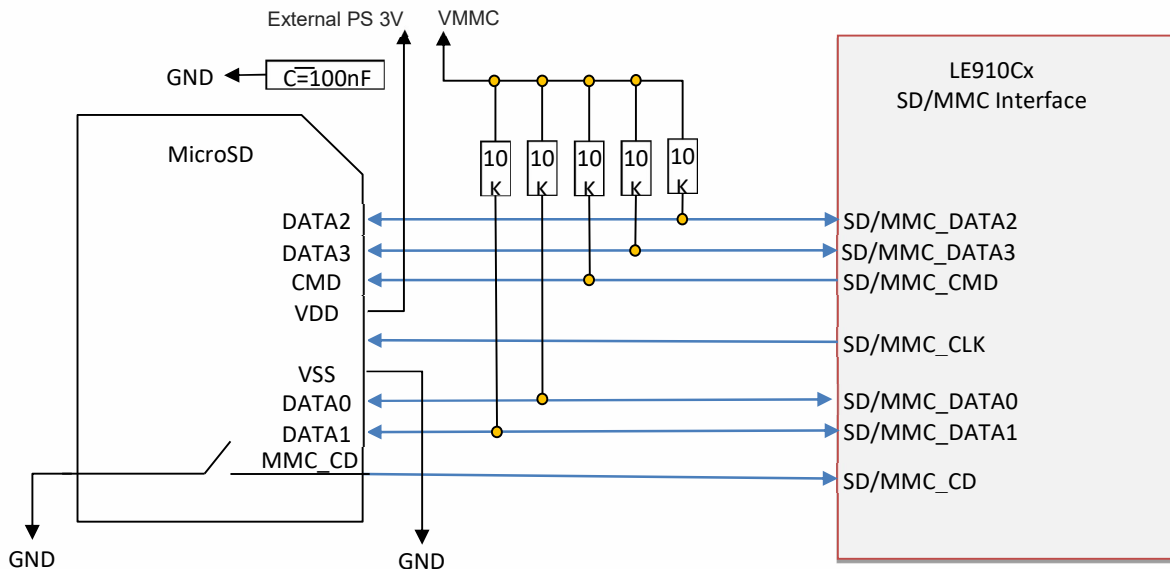 External PS 3V
VMMC
GND
C=100nF
LE910Cx
SD/MMC Interface
MicroSD
10
K
10
K
10
K
10
K
10
K
DATA2
SD/MMC_DATA2
DATA3
SD/MMC_DATA3
CMD
SD/MMC_CMD
VDD
SD/MMC_CLK
VSS
DATA0
SD/MMC_DATA0
DATA1
SD/MMC_DATA1
MMC_CD
SD/MMC_CD
GND
GND